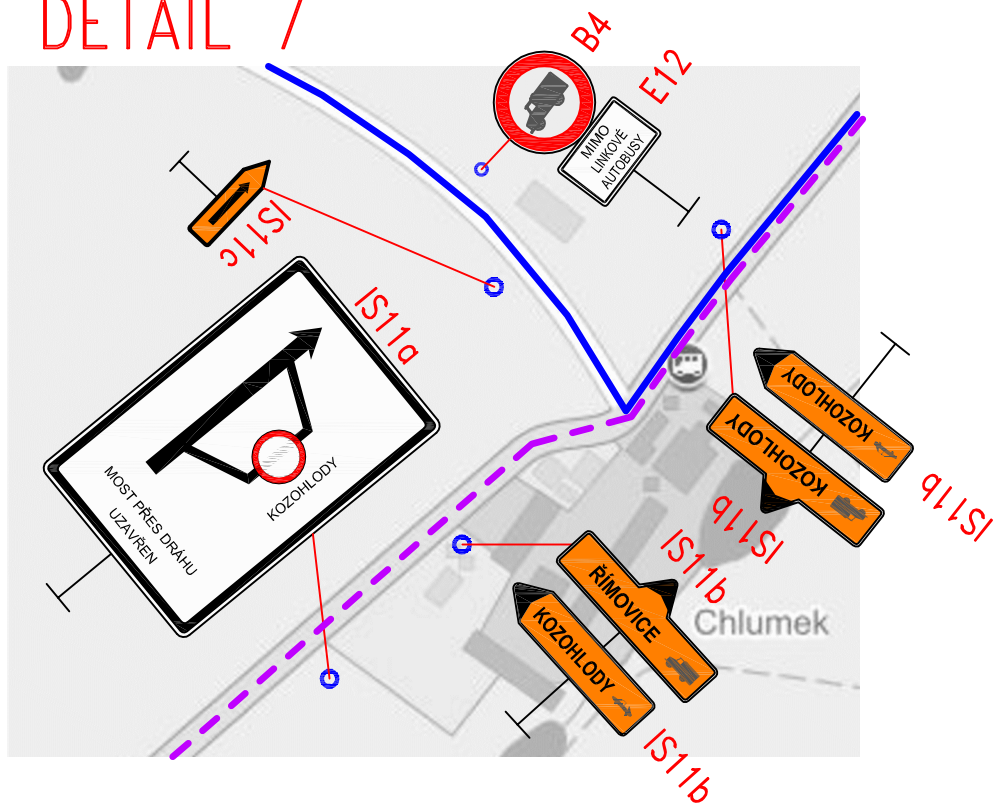 DETAIL 7
B4
E12
MIMO
LINKOVÉ
AUTOBUSY
IS11c
IS11a
MOST PŘES DRÁHU
UZAVŘEN
KOZOHLODY
KOZOHLODY
KOZOHLODY
IS11b
IS11b
IS11b
ŘÍMOVICE
KOZOHLODY
Chlumek
IS11b